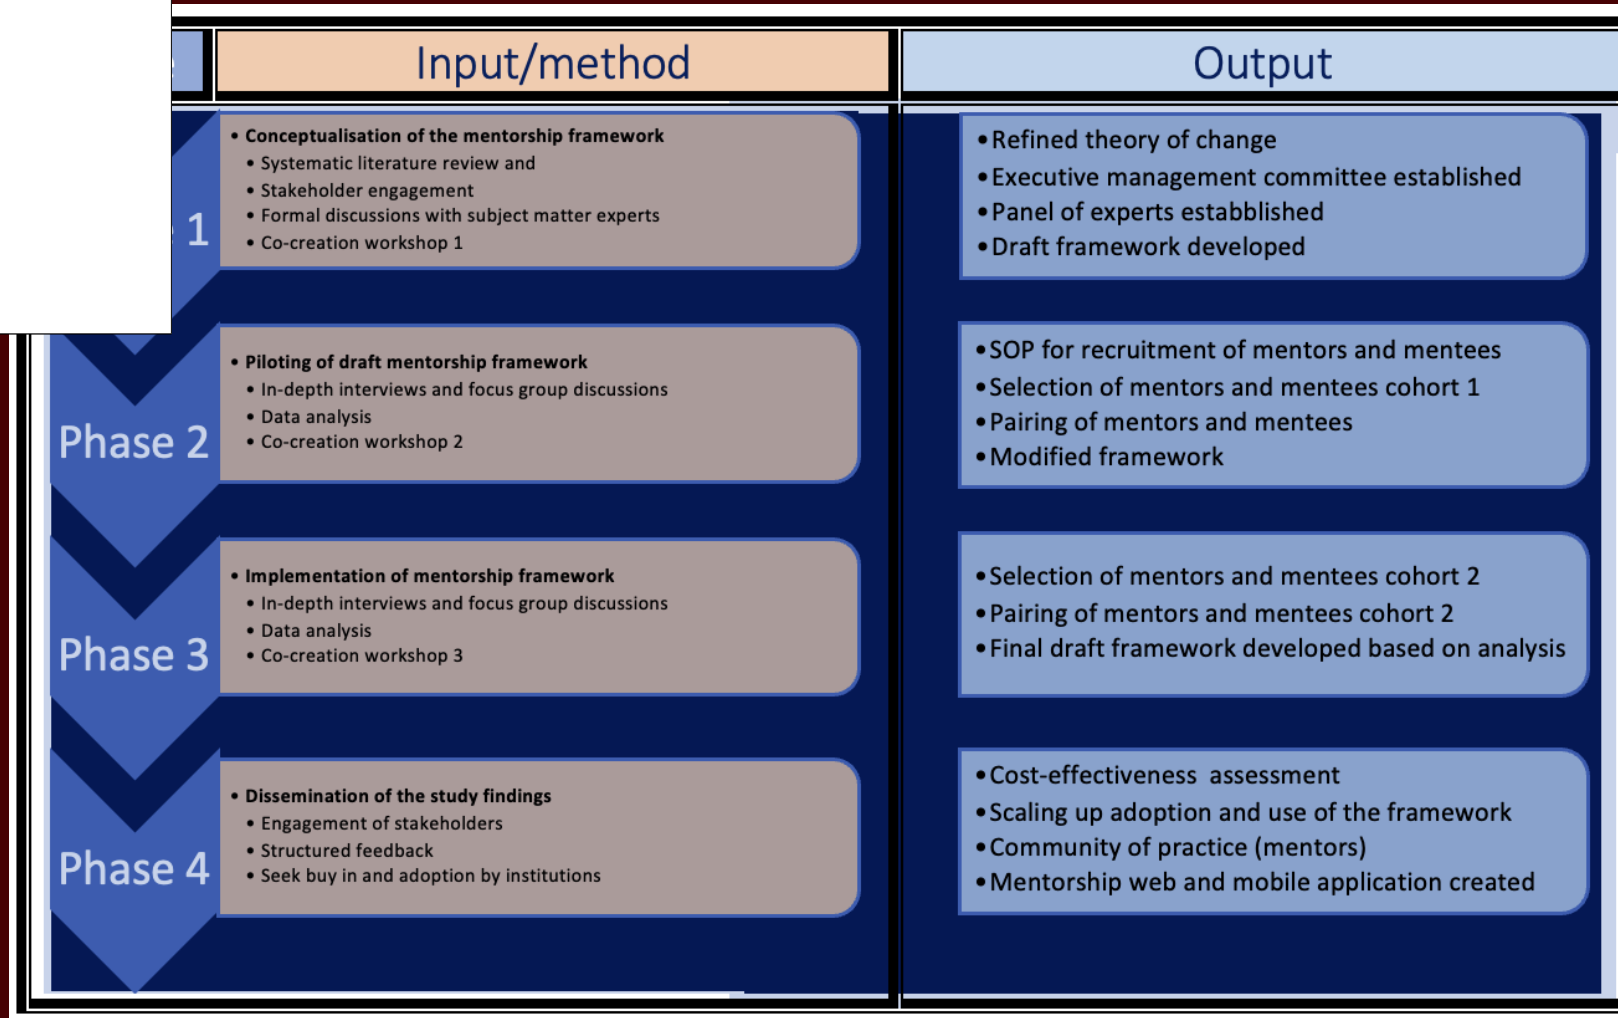 Input/method
Output
1
• Conceptualisation of the mentorship framework
• Systematic literature review and
• Stakeholder engagement
• Formal discussions with subject matter experts
• Co-creation workshop 1
•Refined theory of change
•Executive management committee established
•Panel of experts estabblished
•Draft framework developed
Phase 2
• Piloting of draft mentorship framework
• In-depth interviews and focus group discussions
• Data analysis
• Co-creation workshop 2
•SOP for recruitment of mentors and mentees
•Selection of mentors and mentees cohort 1
•Pairing of mentors and mentees
•Modified framework
Phase 3
• Implementation of mentorship framework
• In-depth interviews and focus group discussions
• Data analysis
• Co-creation workshop 3
•Selection of mentors and mentees cohort 2
•Pairing of mentors and mentees cohort 2
•Final draft framework developed based on analysis
Phase 4
• Dissemination of the study findings
• Engagement of stakeholders
• Structured feedback
• Seek buy in and adoption by institutions
•Cost-effectiveness  assessment
•Scaling up adoption and use of the framework
•Community of practice (mentors)
•Mentorship web and mobile application created